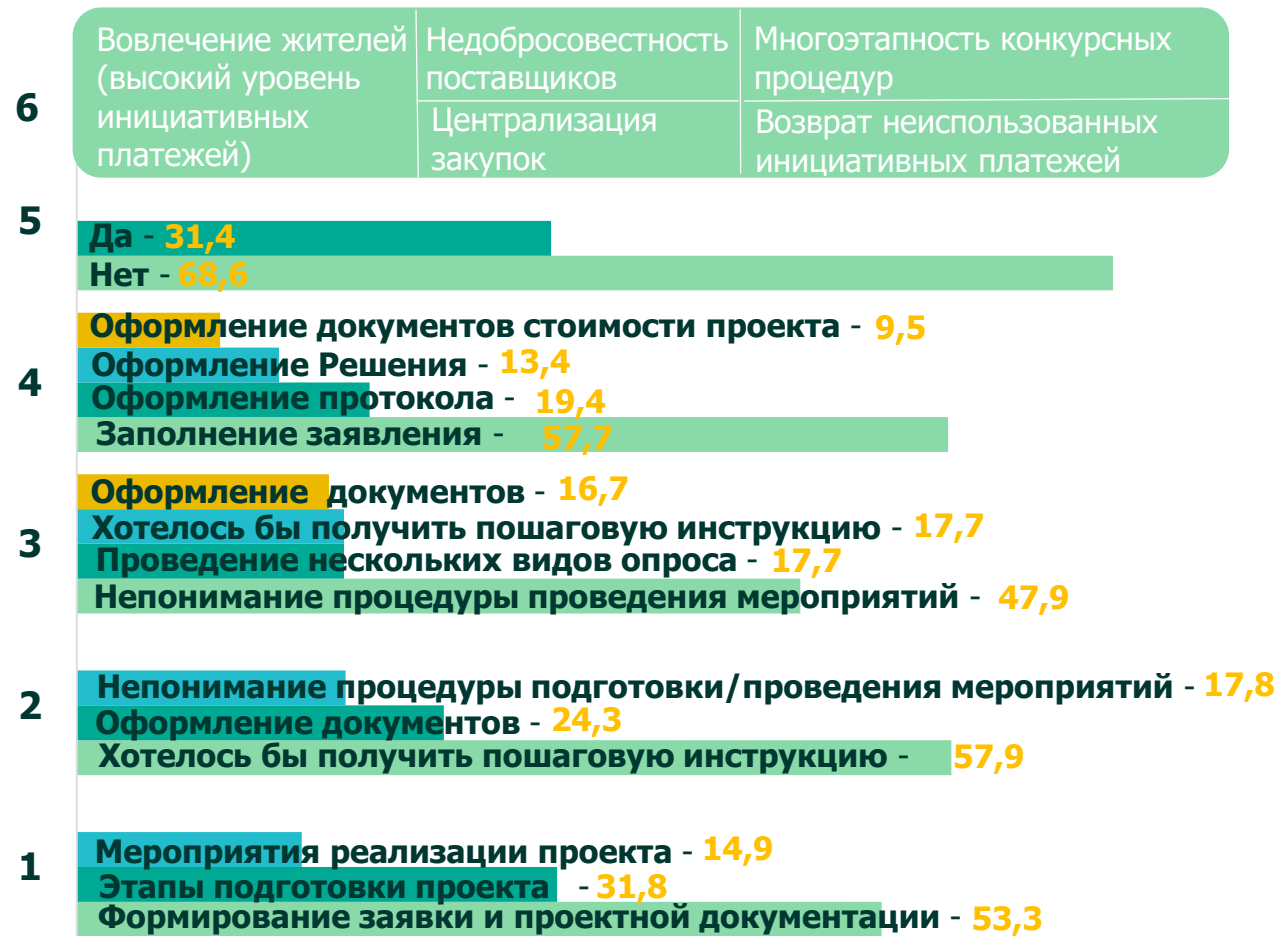 6
Вовлечение жителей
(высокий уровень
инициативных
платежей)
Недобросовестность
поставщиков
Централизация
закупок
Многоэтапность конкурсных
процедур
Возврат неиспользованных
инициативных платежей
5
Да - 31,4
Нет - 68,6
4
Оформление документов стоимости проекта - 9,5
Оформление Решения - 13,4
Оформление протокола - 19,4
Заполнение заявления - 57,7
3
Оформление документов - 16,7
Хотелось бы получить пошаговую инструкцию - 17,7
Проведение нескольких видов опроса - 17,7
Непонимание процедуры проведения мероприятий - 47,9
2
Непонимание процедуры подготовки/проведения мероприятий - 17,8
Оформление документов - 24,3
Хотелось бы получить пошаговую инструкцию - 57,9
1
Мероприятия реализации проекта - 14,9
Этапы подготовки проекта - 31,8
Формирование заявки и проектной документации - 53,3